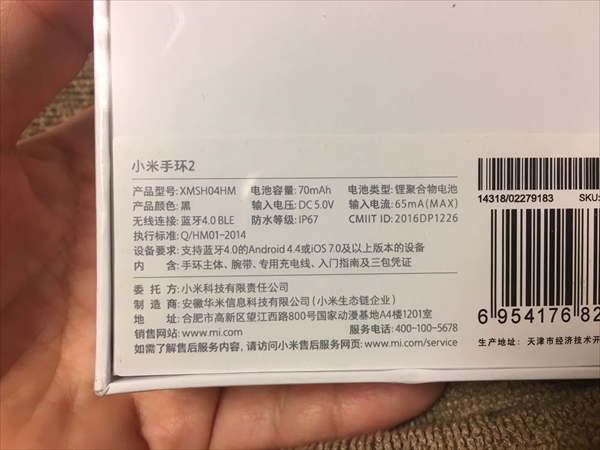 小米手环2
产品型号: XMSH04HM 电池容量: 70mAh 电池类型: 锂聚合物电池
产品颜色: 黑 输入电压: DC 5.0V 输入电流: 65mA(MAX)
无线连接: 蓝牙4.0 BLE 防水等级: IP67 CMIIT ID: 2016DP1226
执行标准: Q/HM01-2014
设备要求: 支持蓝牙4.0的Android 4.4或iOS 7.0及以上版本的设备
含: 手环主体、腕带、专用充电线、入门指南及三包凭证
委托方: 小米科技有限责任公司
制造商: 安徽华米信息科技有限公司（小米生态链企业）
地址: 合肥市高新区望江西路800号国家动漫基地A4楼1201室
销售网站: www.mi.com 服务电话: 400-100-5678
如需了解售后服务内容, 请访问小米售后服务网页: www.mi.com/service
14318/02279183 SKU:
6 954176 82
生产地址: 天津市经济技术开